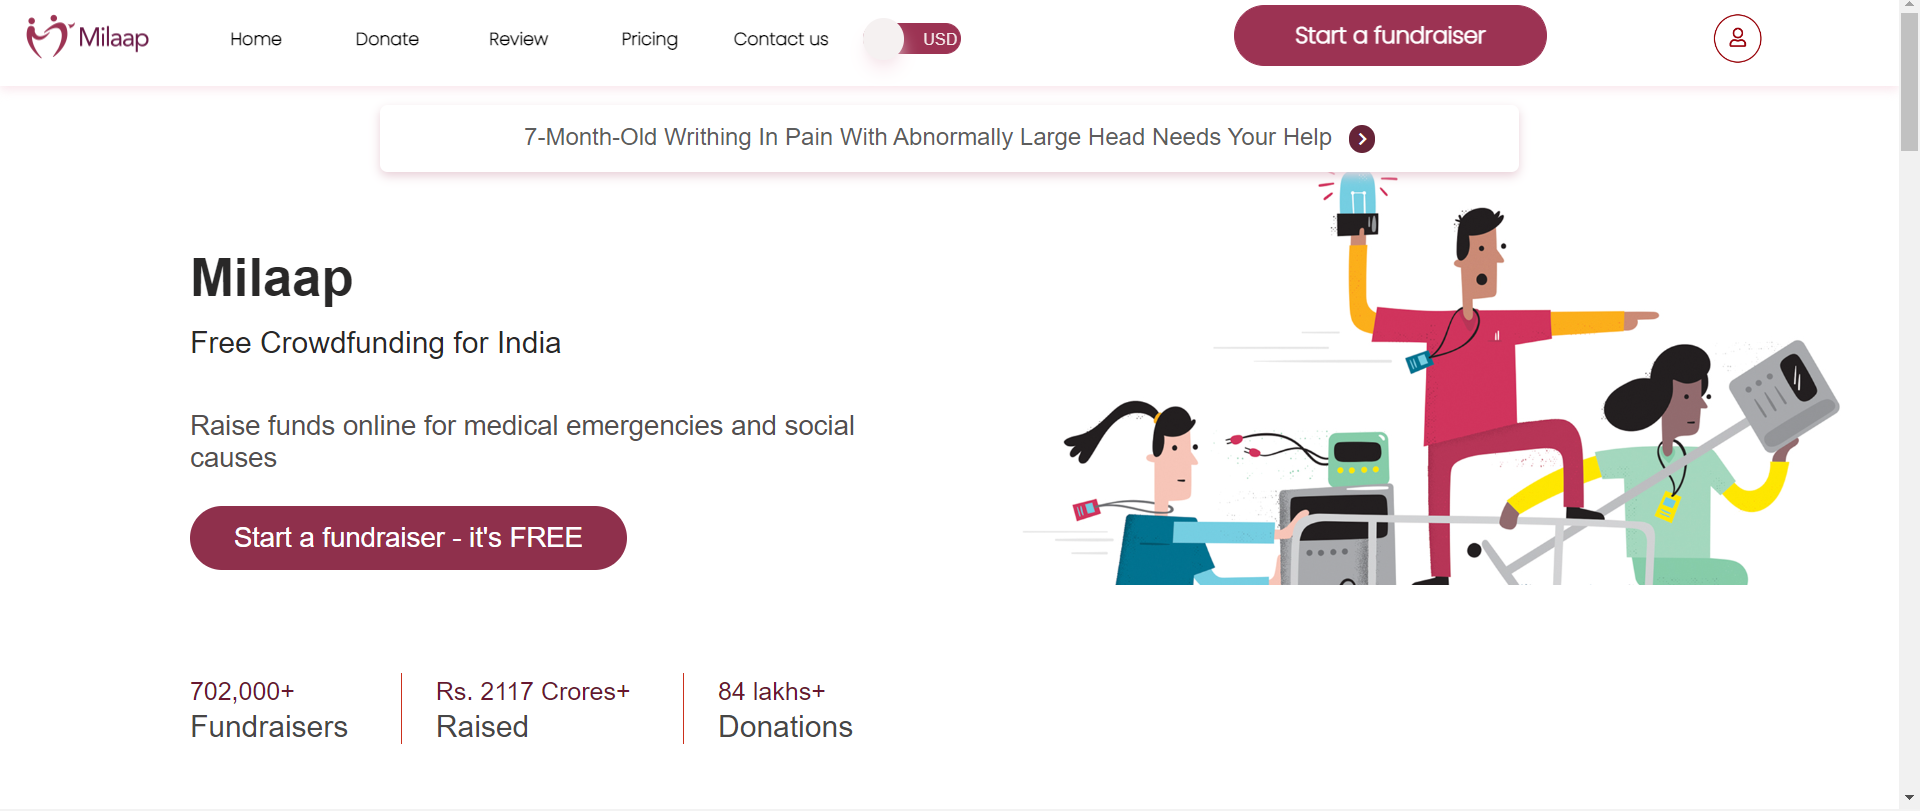 Milaap
Home
Donate
Review
Pricing
Contact us
USD
Start a fundraiser
7-Month-Old Writhing In Pain With Abnormally Large Head Needs Your Help
Milaap
Free Crowdfunding for India
Raise funds online for medical emergencies and social
causes
Start a fundraiser - it's FREE
702,000+
Fundraisers
Rs. 2117 Crores+
Raised
84 lakhs+
Donations